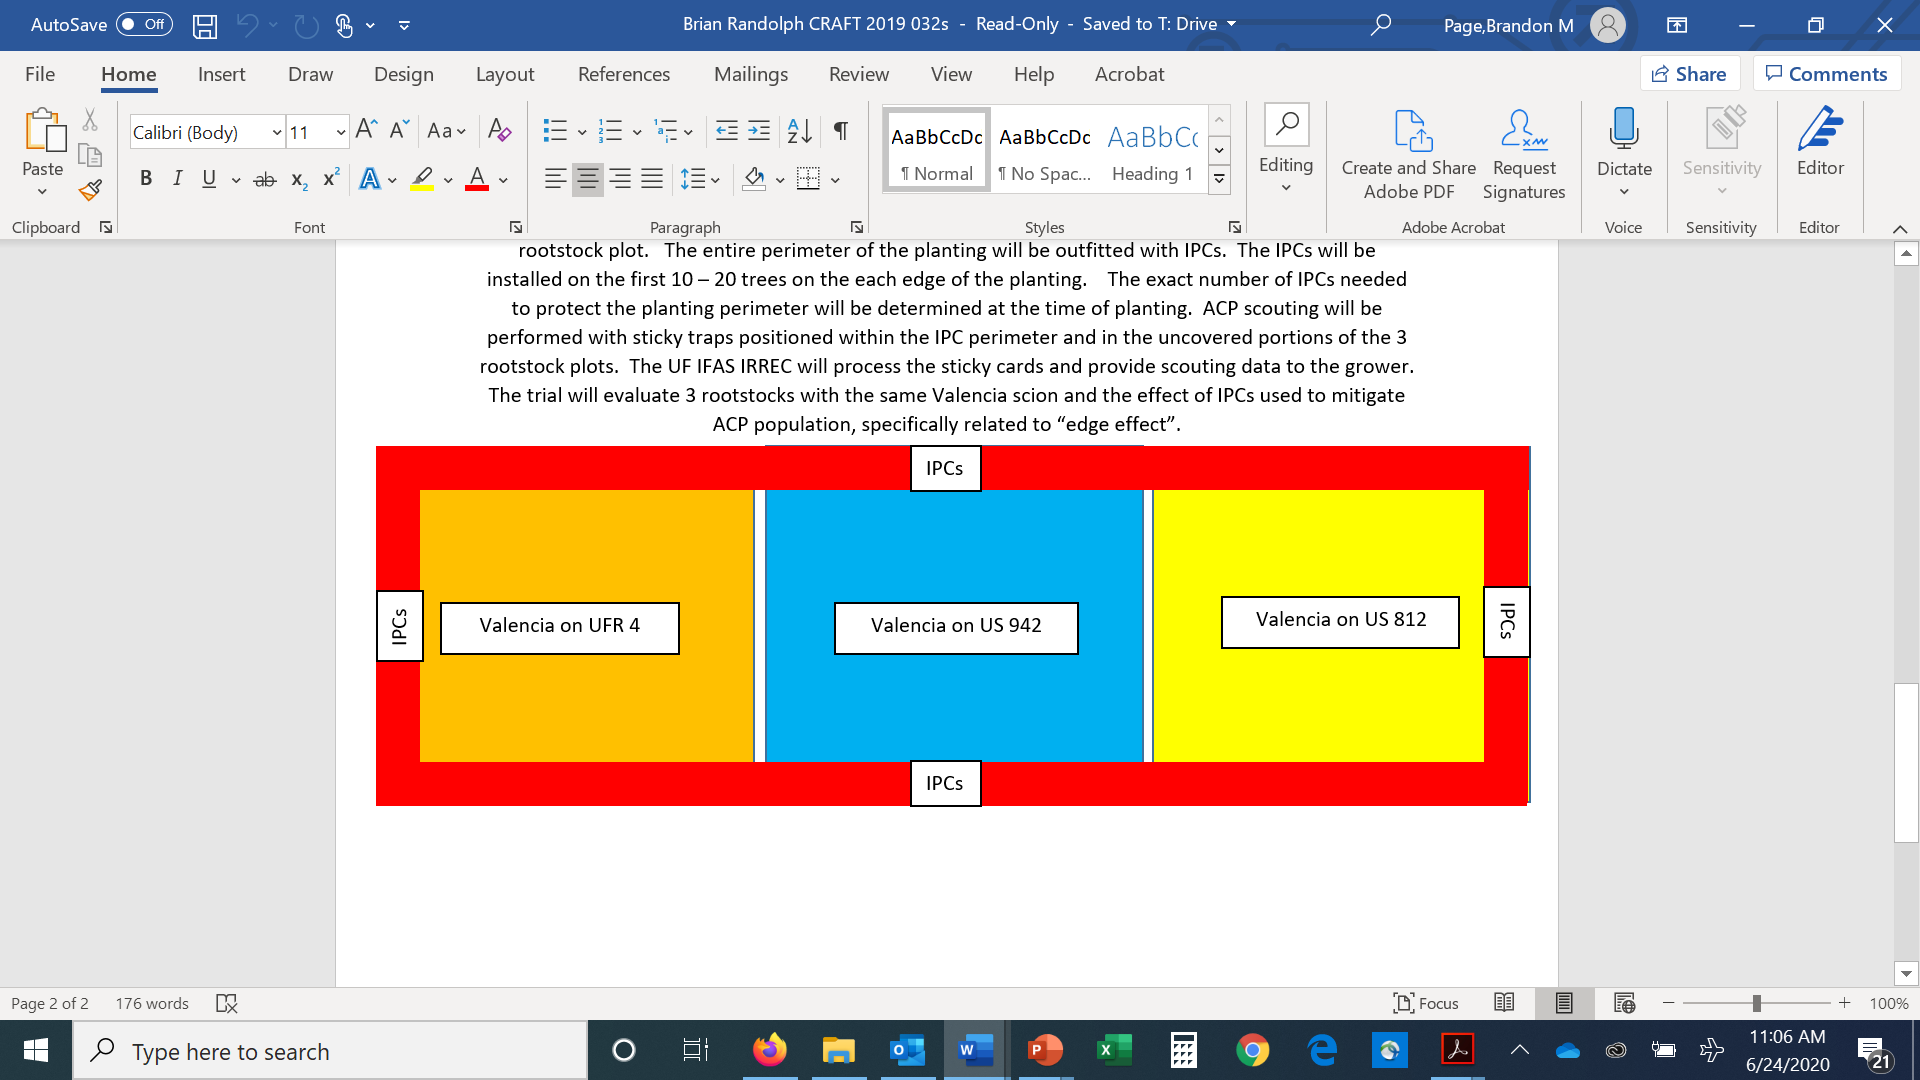 AutoSave Off
Brian Randolph CRAFT 2019 032s - Read-Only - Saved to T: Drive
Page,Brandon M
File Home Insert Draw Design Layout References Mailings Review View Help Acrobat
Share Comments
Paste
Clipboard
Calibri (Body) 11
Aa
B I U ab x2 x2 A A
Font
Paragraph
AaBbCcDc AaBbCcDc AaBbCc
¶ Normal ¶ No Spac... Heading 1
Styles
Editing
Create and Share
Adobe PDF
Request
Signatures
Adobe Acrobat
Dictate
Voice
Sensitivity
Sensitivity
Editor
Editor
rootstock plot. The entire perimeter of the planting will be outfitted with IPCs. The IPCs will be
installed on the first 10 – 20 trees on the each edge of the planting. The exact number of IPCs needed
to protect the planting perimeter will be determined at the time of planting. ACP scouting will be
performed with sticky traps positioned within the IPC perimeter and in the uncovered portions of the 3
rootstock plots. The UF IFAS IRREC will process the sticky cards and provide scouting data to the grower.
The trial will evaluate 3 rootstocks with the same Valencia scion and the effect of IPCs used to mitigate
ACP population, specifically related to “edge effect”.
IPCs
IPCs
Valencia on UFR 4
Valencia on US 942
Valencia on US 812
IPCs
IPCs
Page 2 of 2 176 words
Focus
100%
Type here to search
11:06 AM
6/24/2020
21